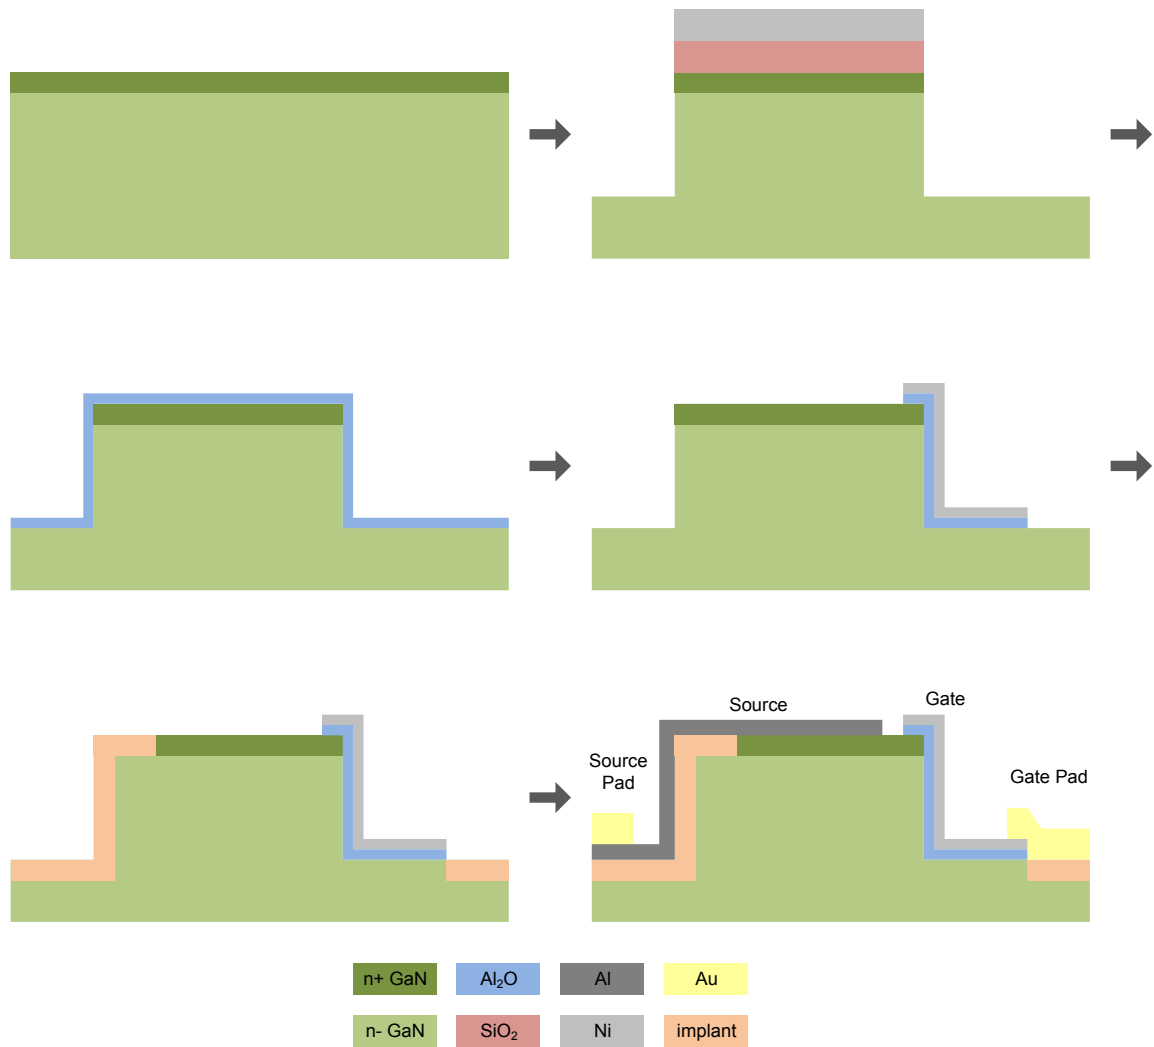 Source
Gate
Source
Pad
Gate Pad
n+ GaN
Al₂O
Al
Au
n- GaN
SiO₂
Ni
implant